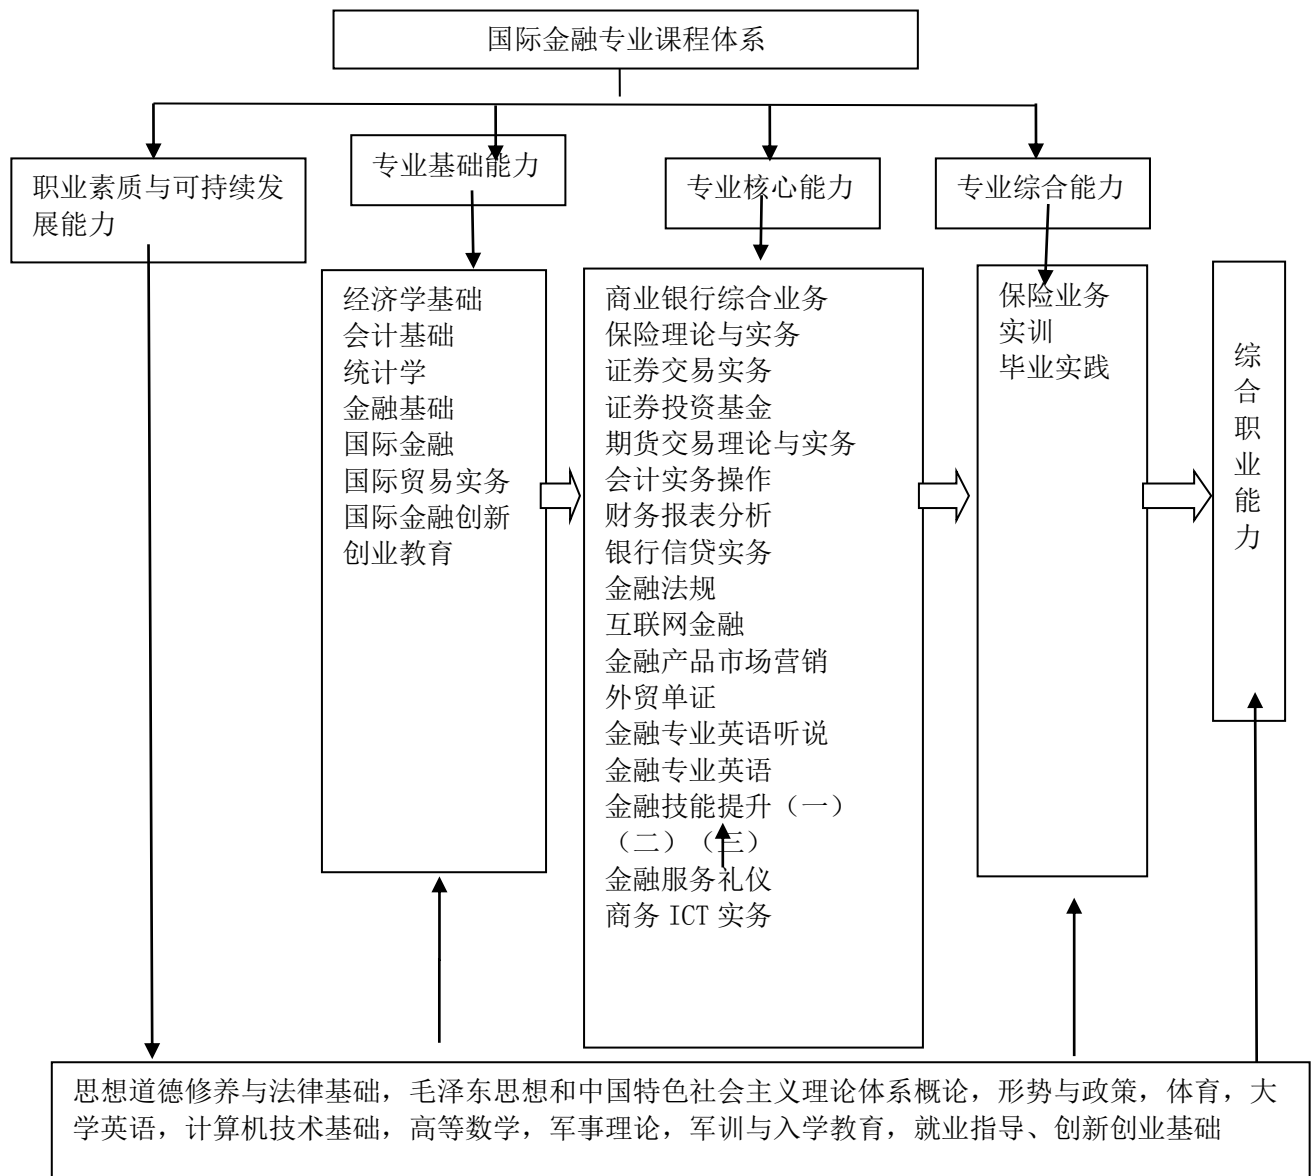 国际金融专业课程体系
职业素质与可持续发
展能力
专业基础能力
专业核心能力
专业综合能力
经济学基础
会计基础
统计学
金融基础
国际金融
国际贸易实务
国际金融创新
创业教育
商业银行综合业务
保险理论与实务
证券交易实务
证券投资基金
期货交易理论与实务
会计实务操作
财务报表分析
银行信贷实务
金融法规
互联网金融
金融产品市场营销
外贸单证
金融专业英语听说
金融专业英语
金融技能提升（一）
（二）（三）
金融服务礼仪
商务 ICT 实务
保险业务
实训
毕业实践
综
合
职
业
能
力
思想道德修养与法律基础，毛泽东思想和中国特色社会主义理论体系概论，形势与政策，体育，大
学英语，计算机技术基础，高等数学，军事理论，军训与入学教育，就业指导、创新创业基础